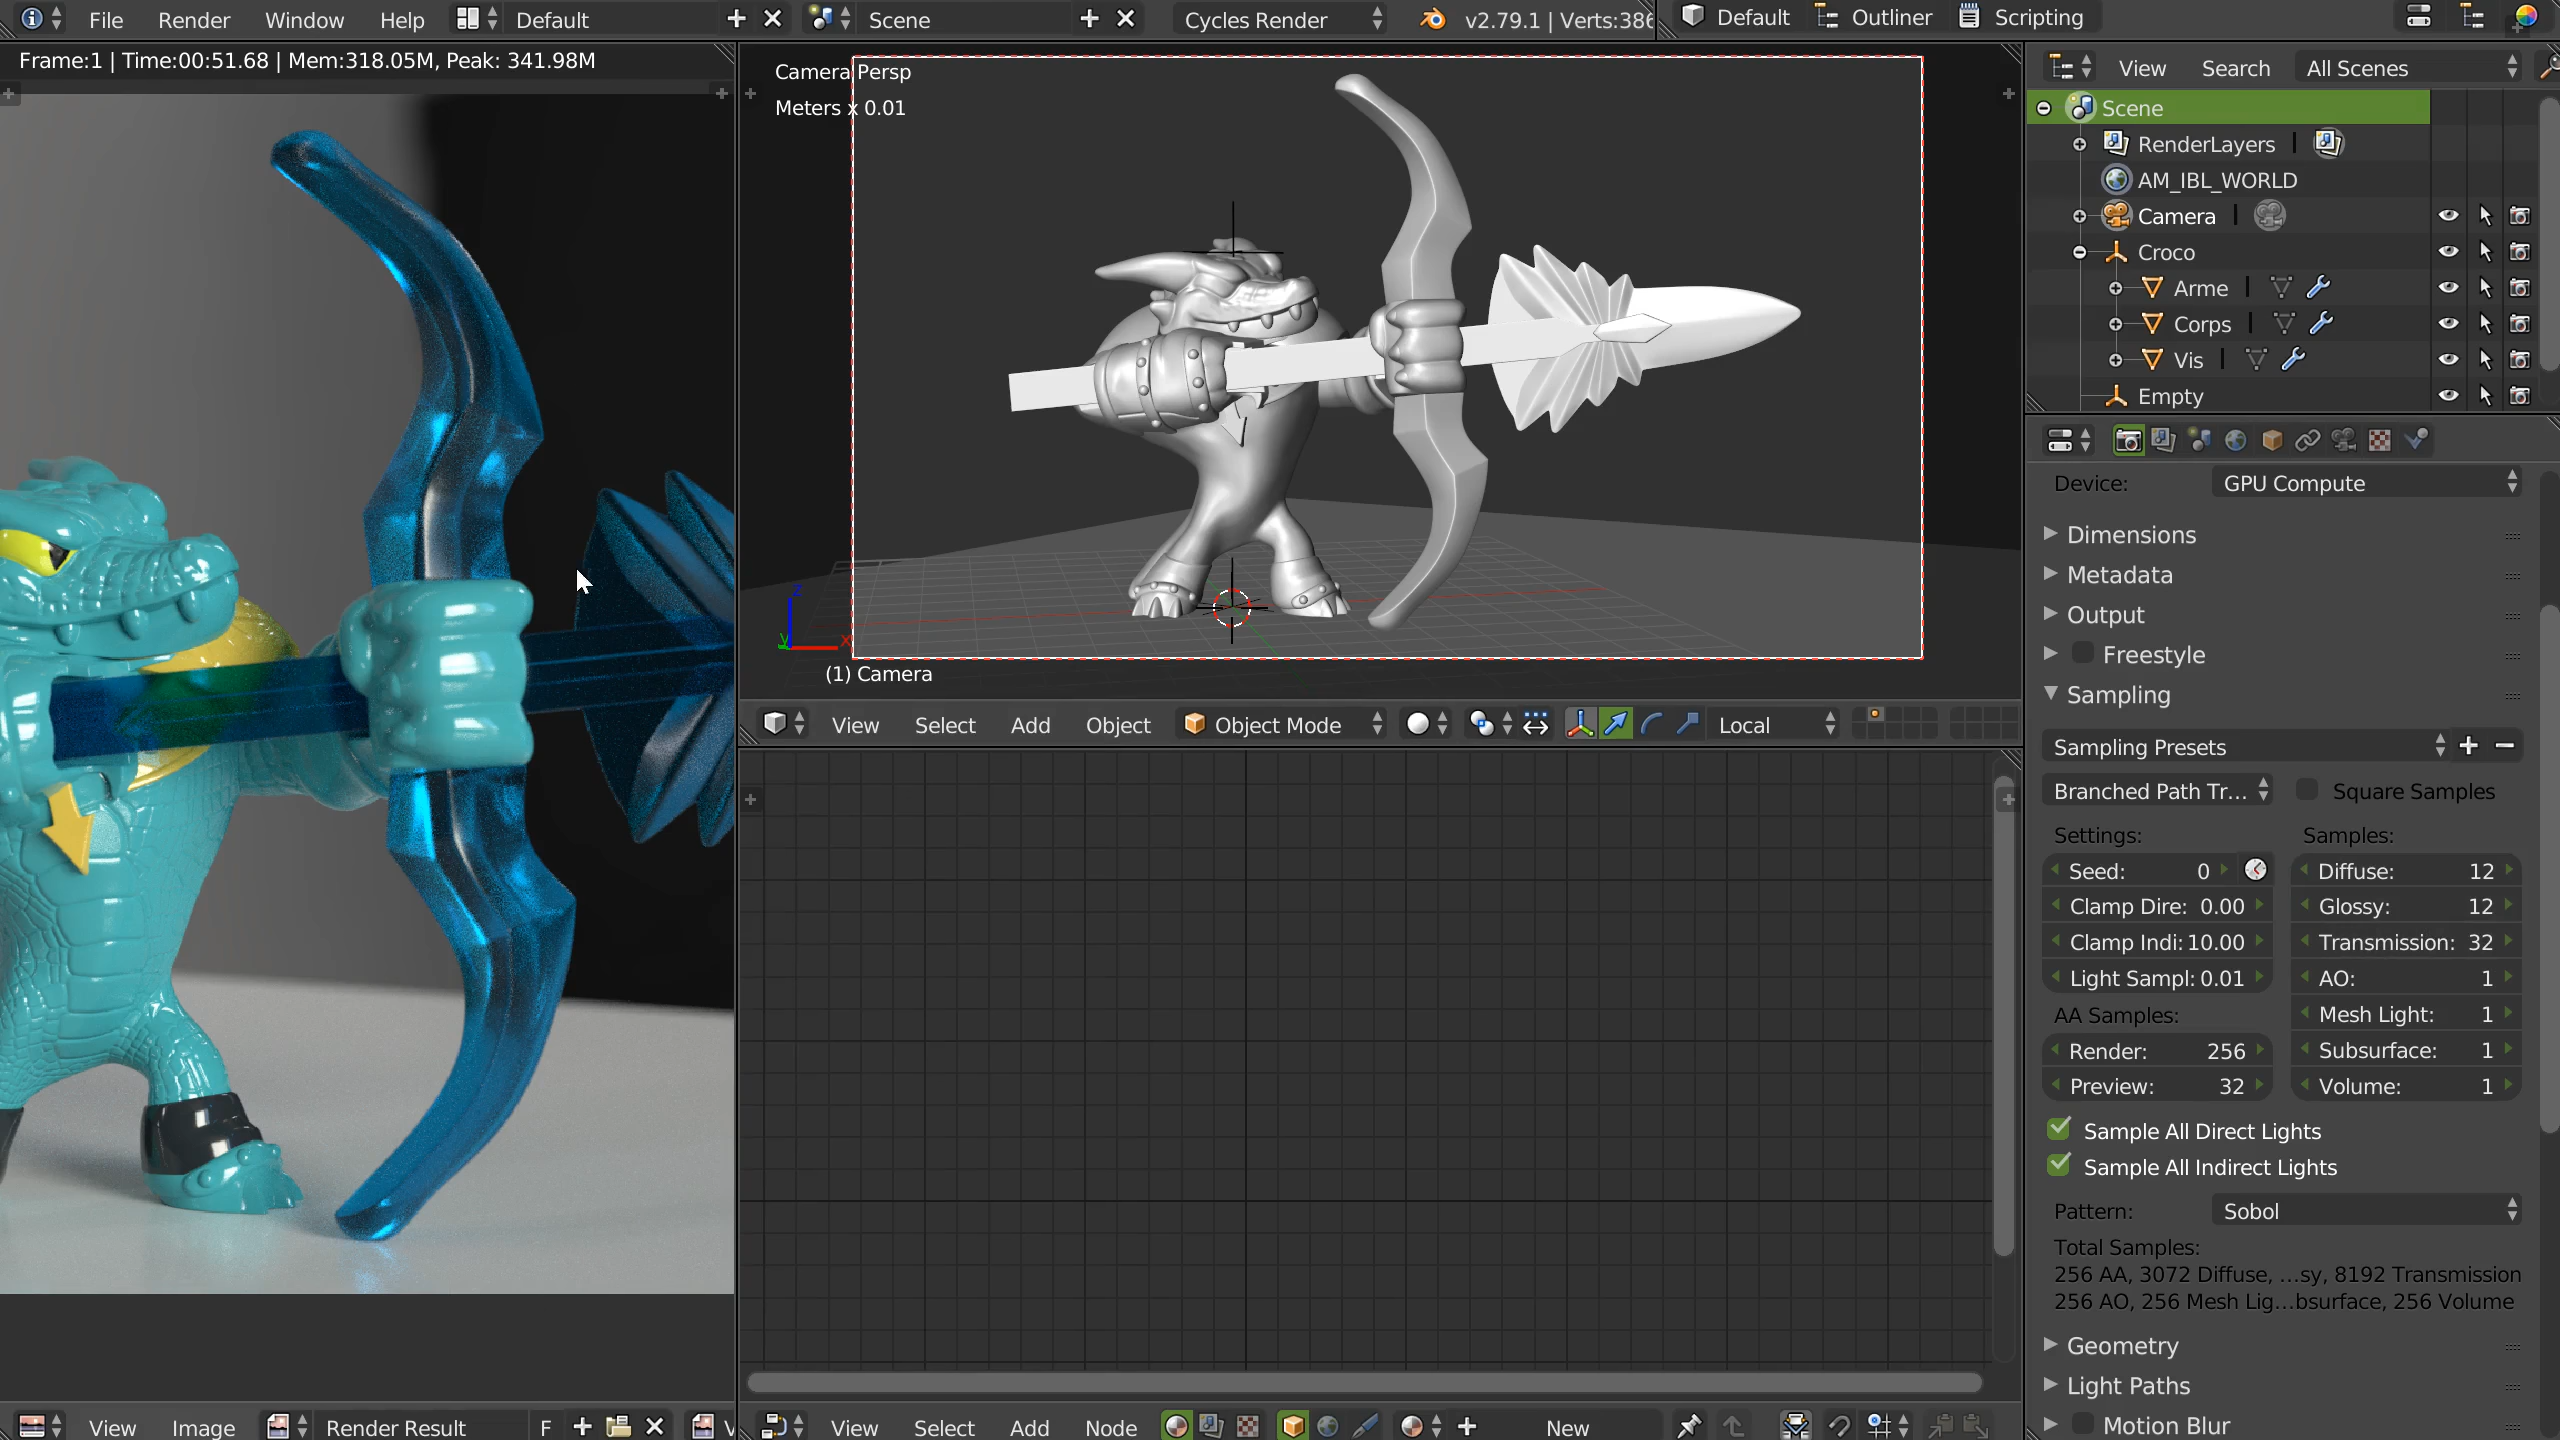 File Render Window Help Default Scene Cycles Render v2.79.1 | Verts:386 Default Outliner Scripting
Frame:1 | Time:00:51.68 | Mem:318.05M, Peak: 341.98M
Camera Persp
Meters x 0.01
z
y x
(1) Camera
View Select Add Object Object Mode Local
View Image Render Result F V
View Select Add Node New
View Search All Scenes
Scene
RenderLayers |
AM_IBL_WORLD
Camera |
Croco
Arme |
Corps |
Vis |
Empty
Device: GPU Compute
Dimensions
Metadata
Output
Freestyle
Sampling
Sampling Presets
Branched Path Tr... Square Samples
Settings: Samples:
Seed: 0 Diffuse: 12
Clamp Dire: 0.00 Glossy: 12
Clamp Indi: 10.00 Transmission: 32
Light Sampl: 0.01 AO: 1
AA Samples: Mesh Light: 1
Render: 256 Subsurface: 1
Preview: 32 Volume: 1
Sample All Direct Lights
Sample All Indirect Lights
Pattern: Sobol
Total Samples:
256 AA, 3072 Diffuse, ...sy, 8192 Transmission
256 AO, 256 Mesh Lig...bsurface, 256 Volume
Geometry
Light Paths
Motion Blur